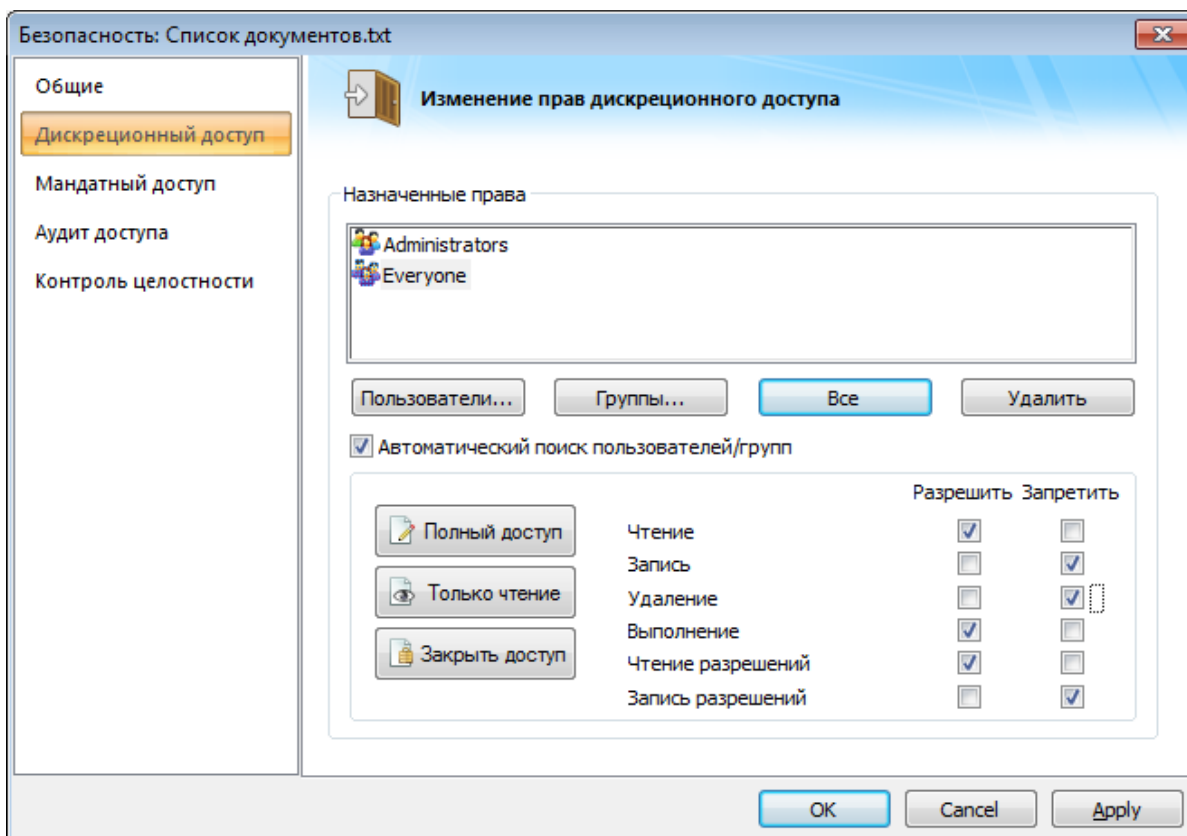 Безопасность: Список документов.txt
Общие
Дискреционный доступ
Мандатный доступ
Аудит доступа
Контроль целостности
Изменение прав дискреционного доступа
Назначенные права
Administrators
Everyone
Пользователи... Группы... Все Удалить
Автоматический поиск пользователей/групп
Разрешить Запретить
Полный доступ
Только чтение
Закрыть доступ
Чтение
Запись
Удаление
Выполнение
Чтение разрешений
Запись разрешений
OK Cancel Apply